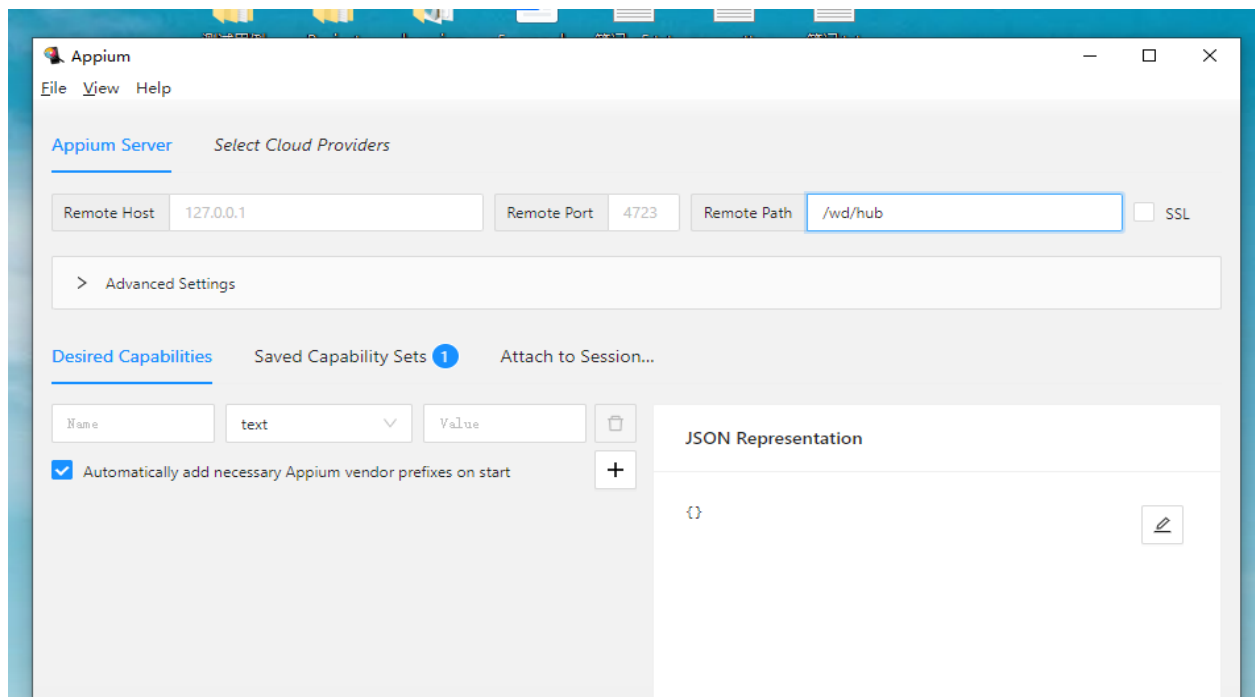 Appium
File View Help
Appium Server Select Cloud Providers
Remote Host 127.0.0.1 Remote Port 4723 Remote Path /wd/hub SSL
Advanced Settings
Desired Capabilities Saved Capability Sets 1 Attach to Session...
Name text Value
JSON Representation
Automatically add necessary Appium vendor prefixes on start
{}